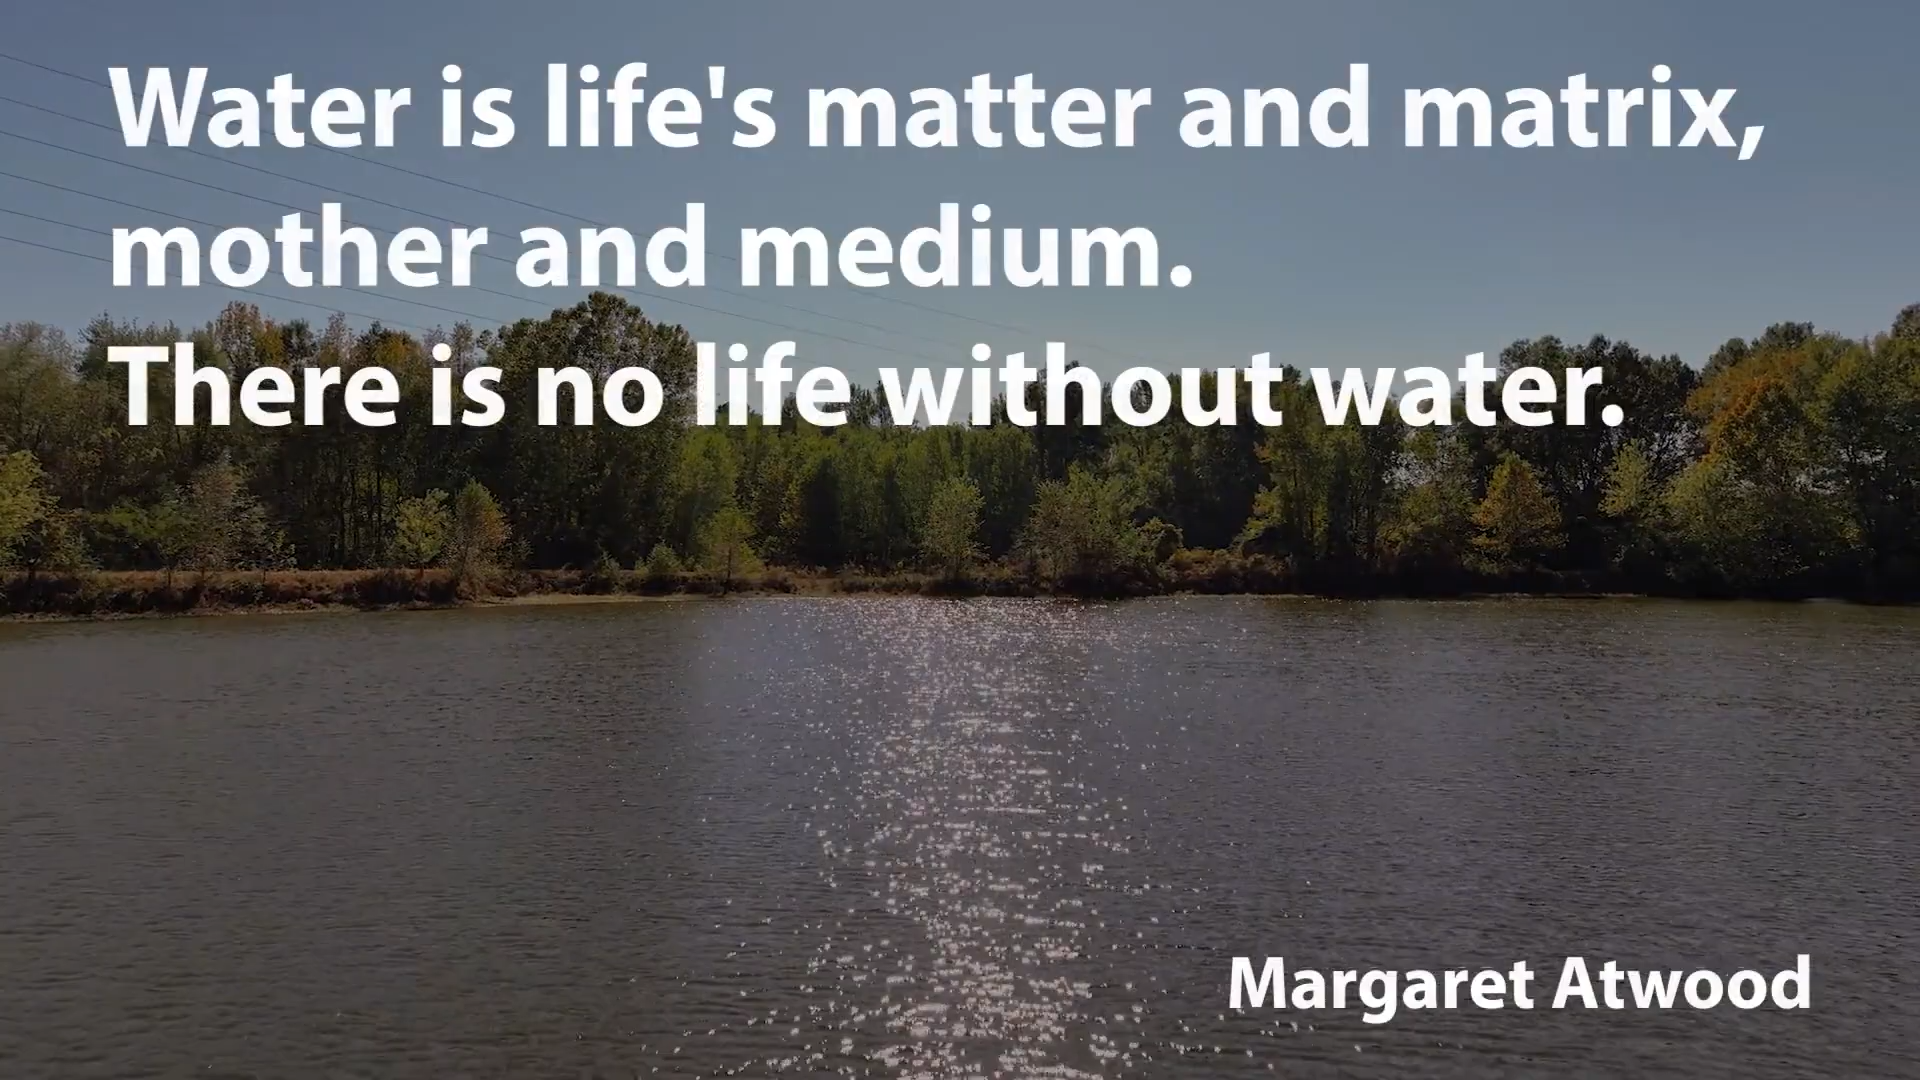 Water is life's matter and matrix,
mother and medium.
There is no life without water.
Margaret Atwood